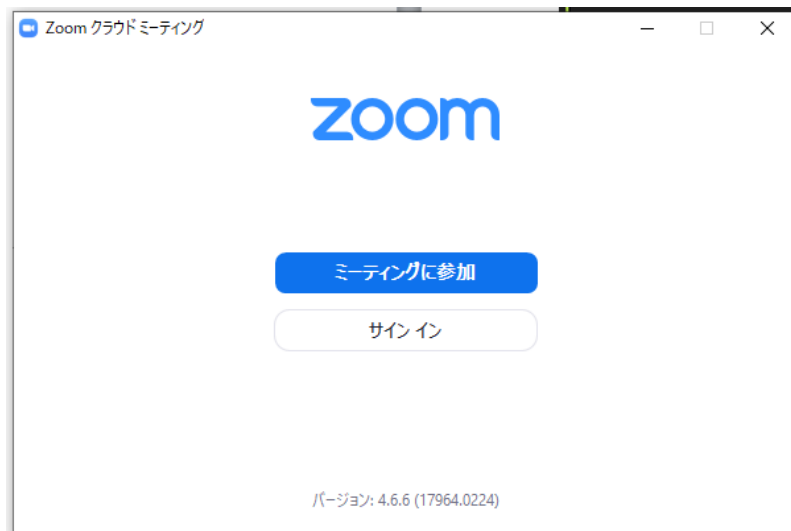 Zoom クラウド ミーティング
zoom
ミーティングに参加
サイン イン
バージョン: 4.6.6 (17964.0224)